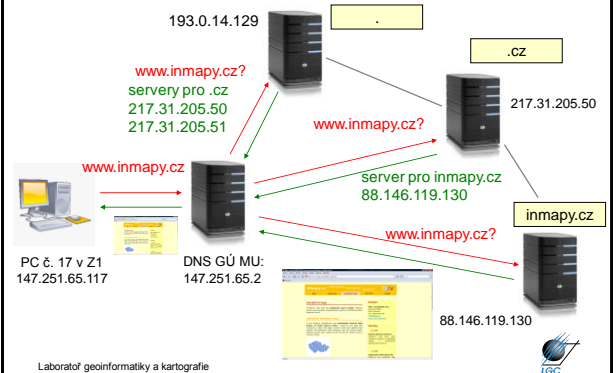 193.0.14.129
.
.cz
www.inmapy.cz?
servery pro .cz
217.31.205.50
217.31.205.51
217.31.205.50
www.inmapy.cz?
www.inmapy.cz
server pro inmapy.cz
88.146.119.130
inmapy.cz
www.inmapy.cz?
PC č. 17 v Z1
147.251.65.117
DNS GÚ MU:
147.251.65.2
88.146.119.130
Laboratoř geoinformatiky a kartografie
LGC